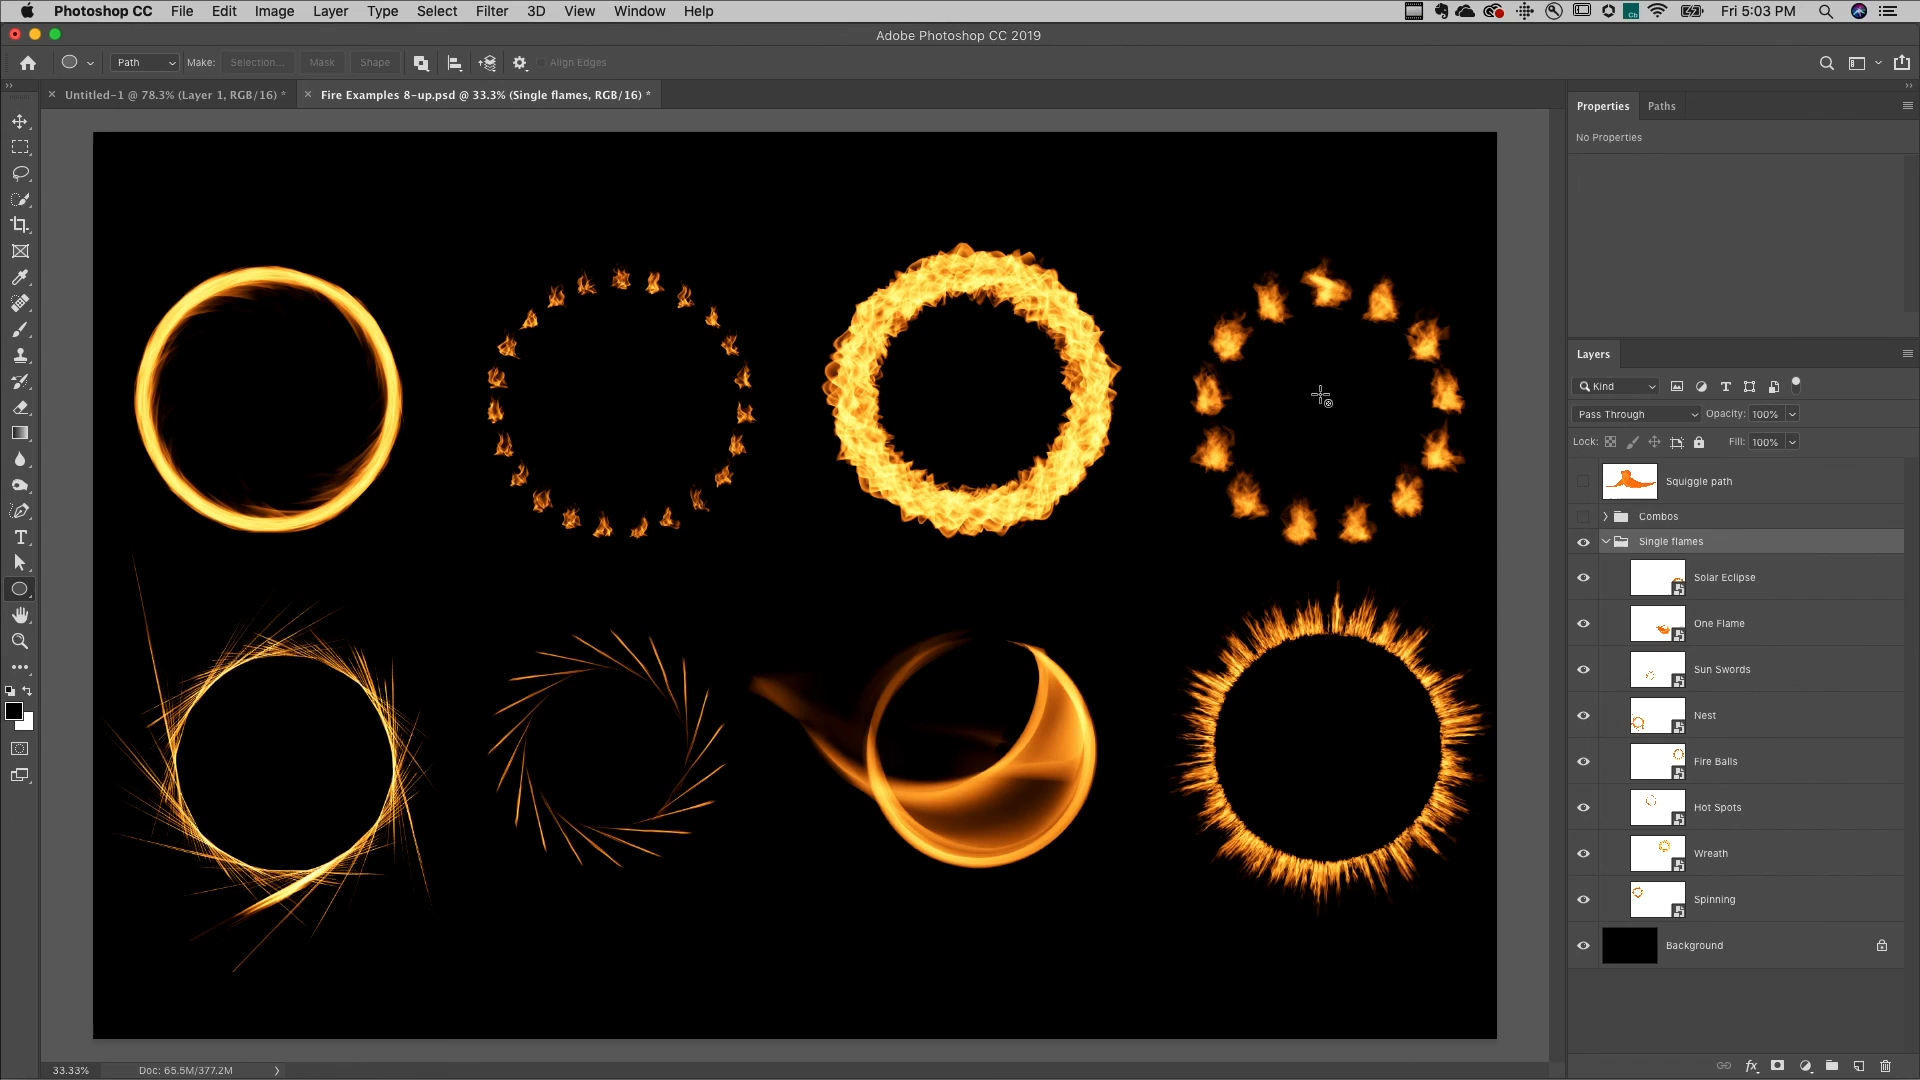 Photoshop CC File Edit Image Layer Type Select Filter 3D View Window Help Fri 5:03 PM
Adobe Photoshop CC 2019
Path Make: Selection... Mask Shape Align Edges
Untitled-1 @ 78.3% (Layer 1, RGB/16) * Fire Examples 8-up.psd @ 33.3% (Single flames, RGB/16) *
Properties Paths
No Properties
Layers
Kind
Pass Through Opacity: 100%
Lock: Fill: 100%
Squiggle path
Combos
Single flames
Solar Eclipse
One Flame
Sun Swords
Nest
Fire Balls
Hot Spots
Wreath
Spinning
Background
33.33% Doc: 65.5M/377.2M